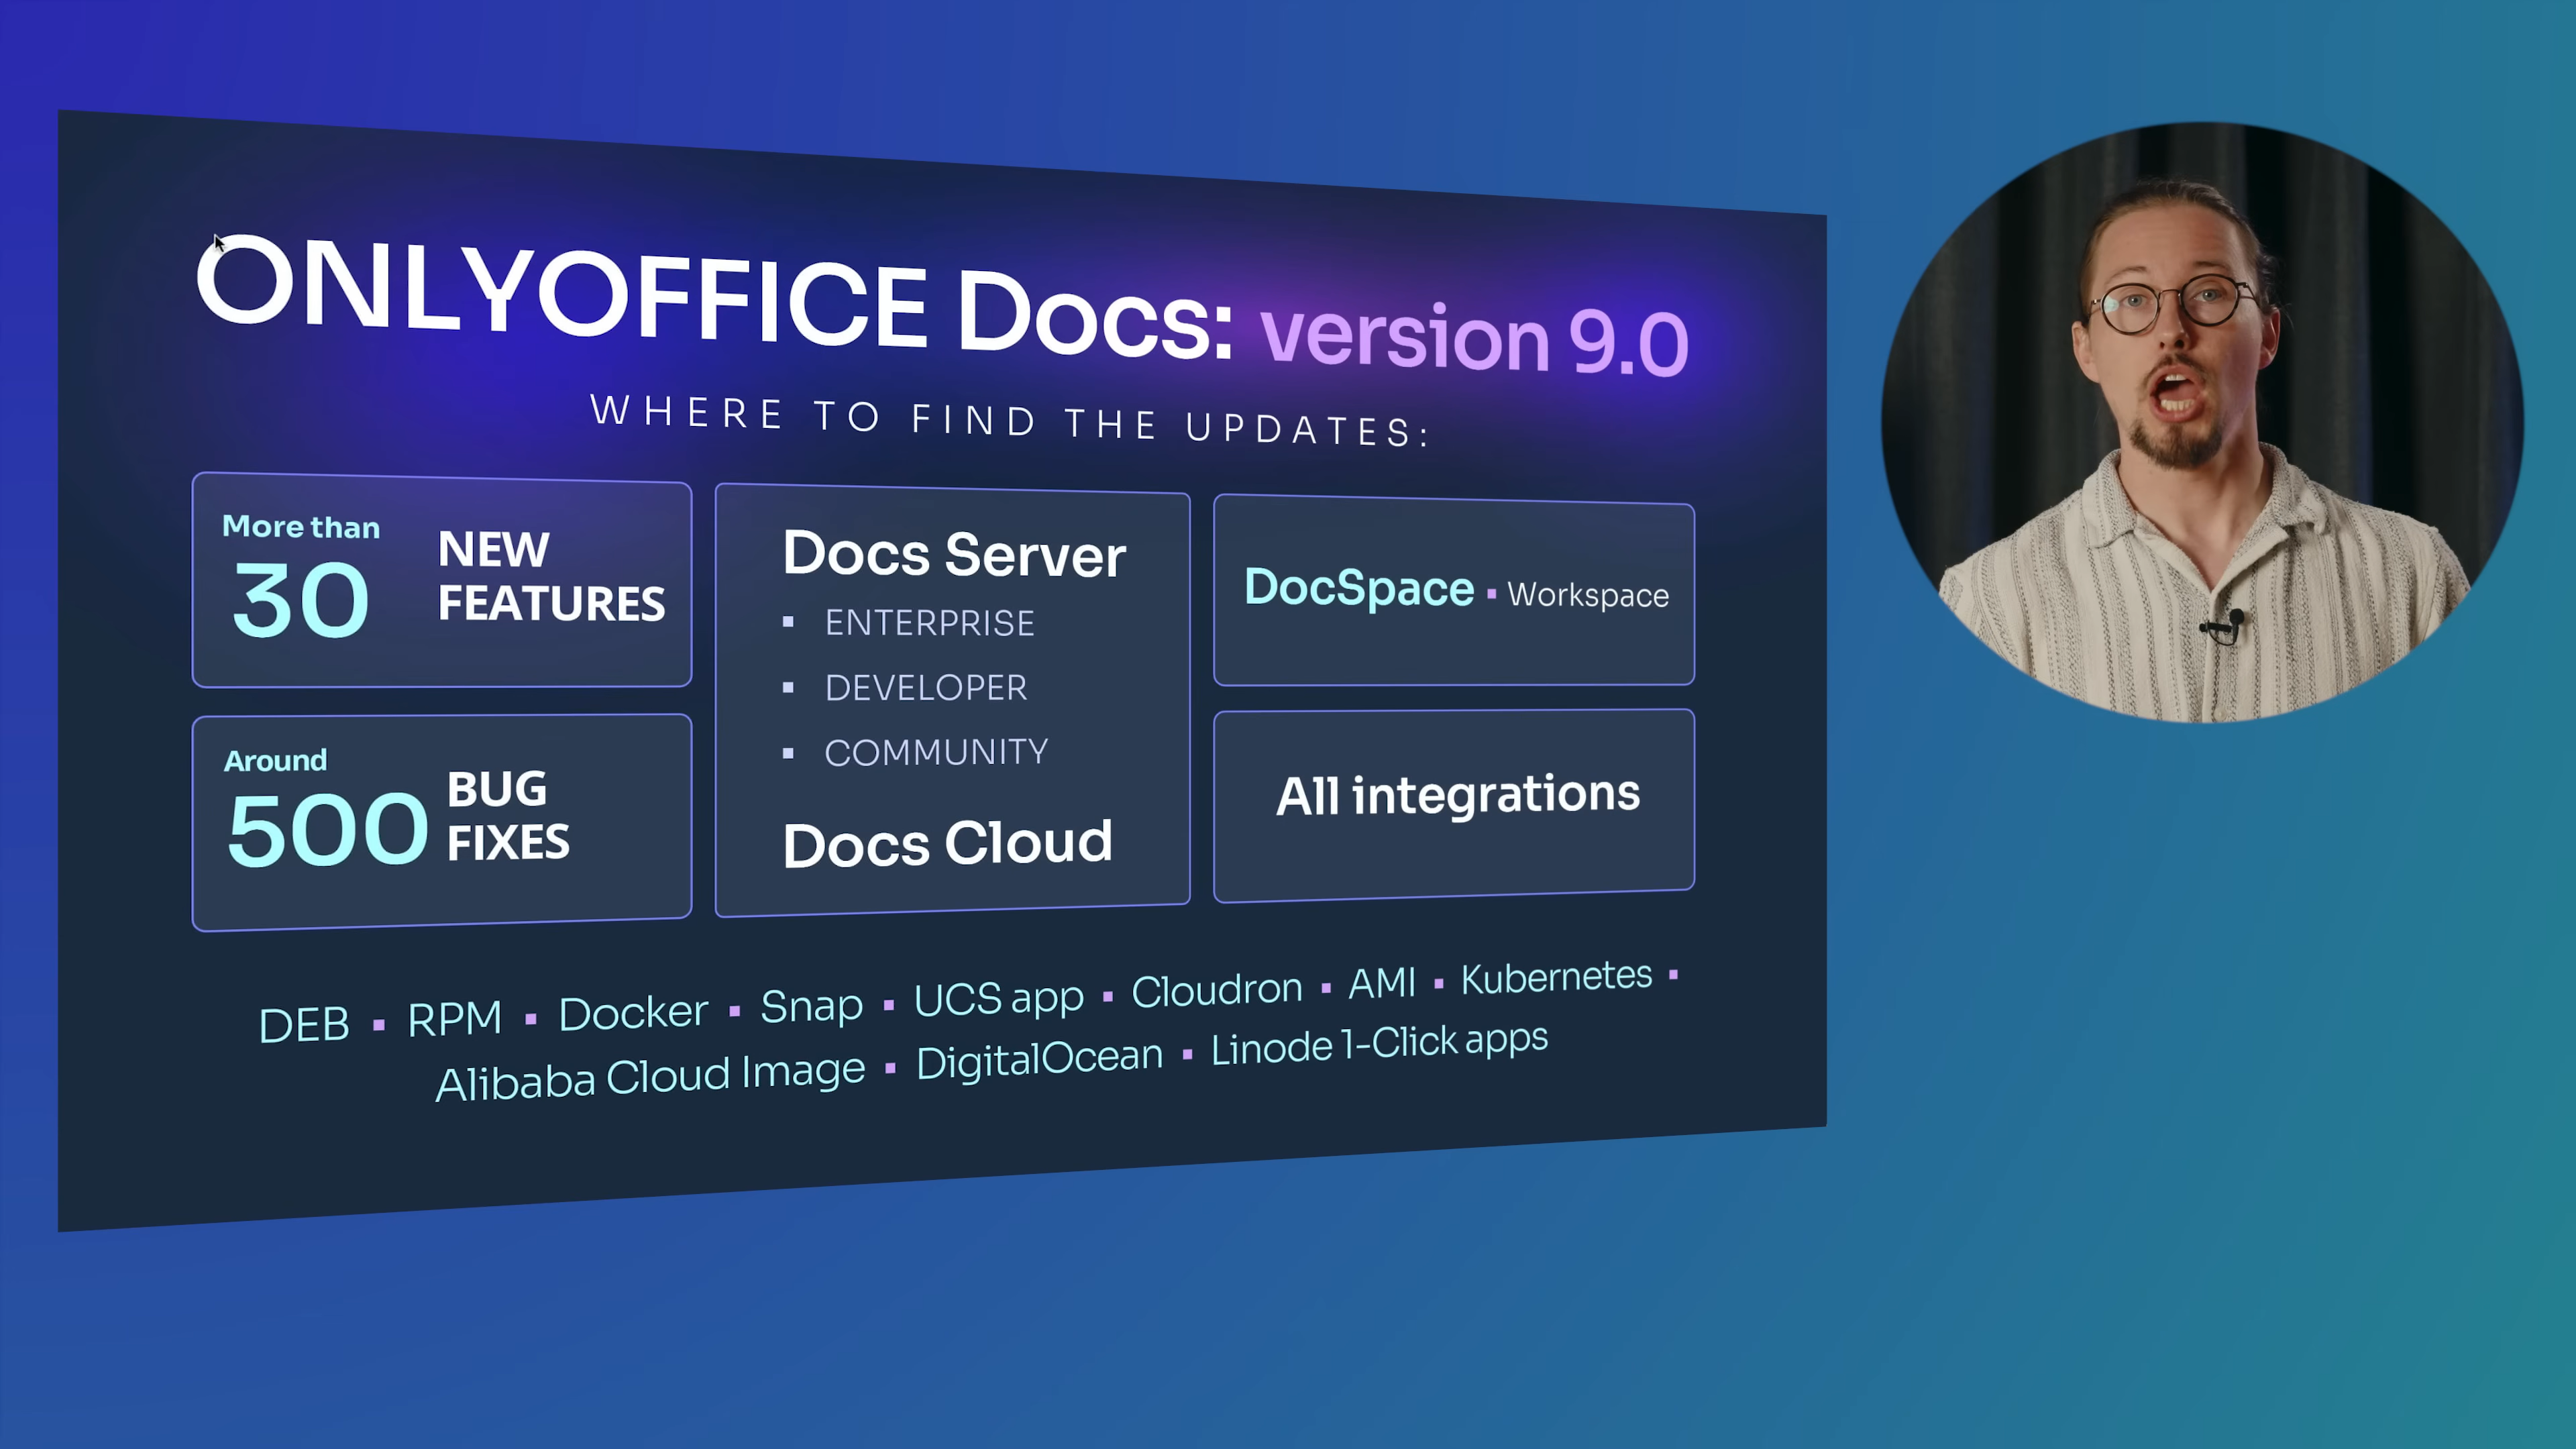 ONLYOFFICE Docs: version 9.0
WHERE TO FIND THE UPDATES:
More than
30
NEW
FEATURES
Around
500
BUG
FIXES
Docs Server
▪ ENTERPRISE
▪ DEVELOPER
▪ COMMUNITY
Docs Cloud
DocSpace ▪ Workspace
All integrations
DEB ▪ RPM ▪ Docker ▪ Snap ▪ UCS app ▪ Cloudron ▪ AMI ▪ Kubernetes ▪
Alibaba Cloud Image ▪ DigitalOcean ▪ Linode 1-Click apps